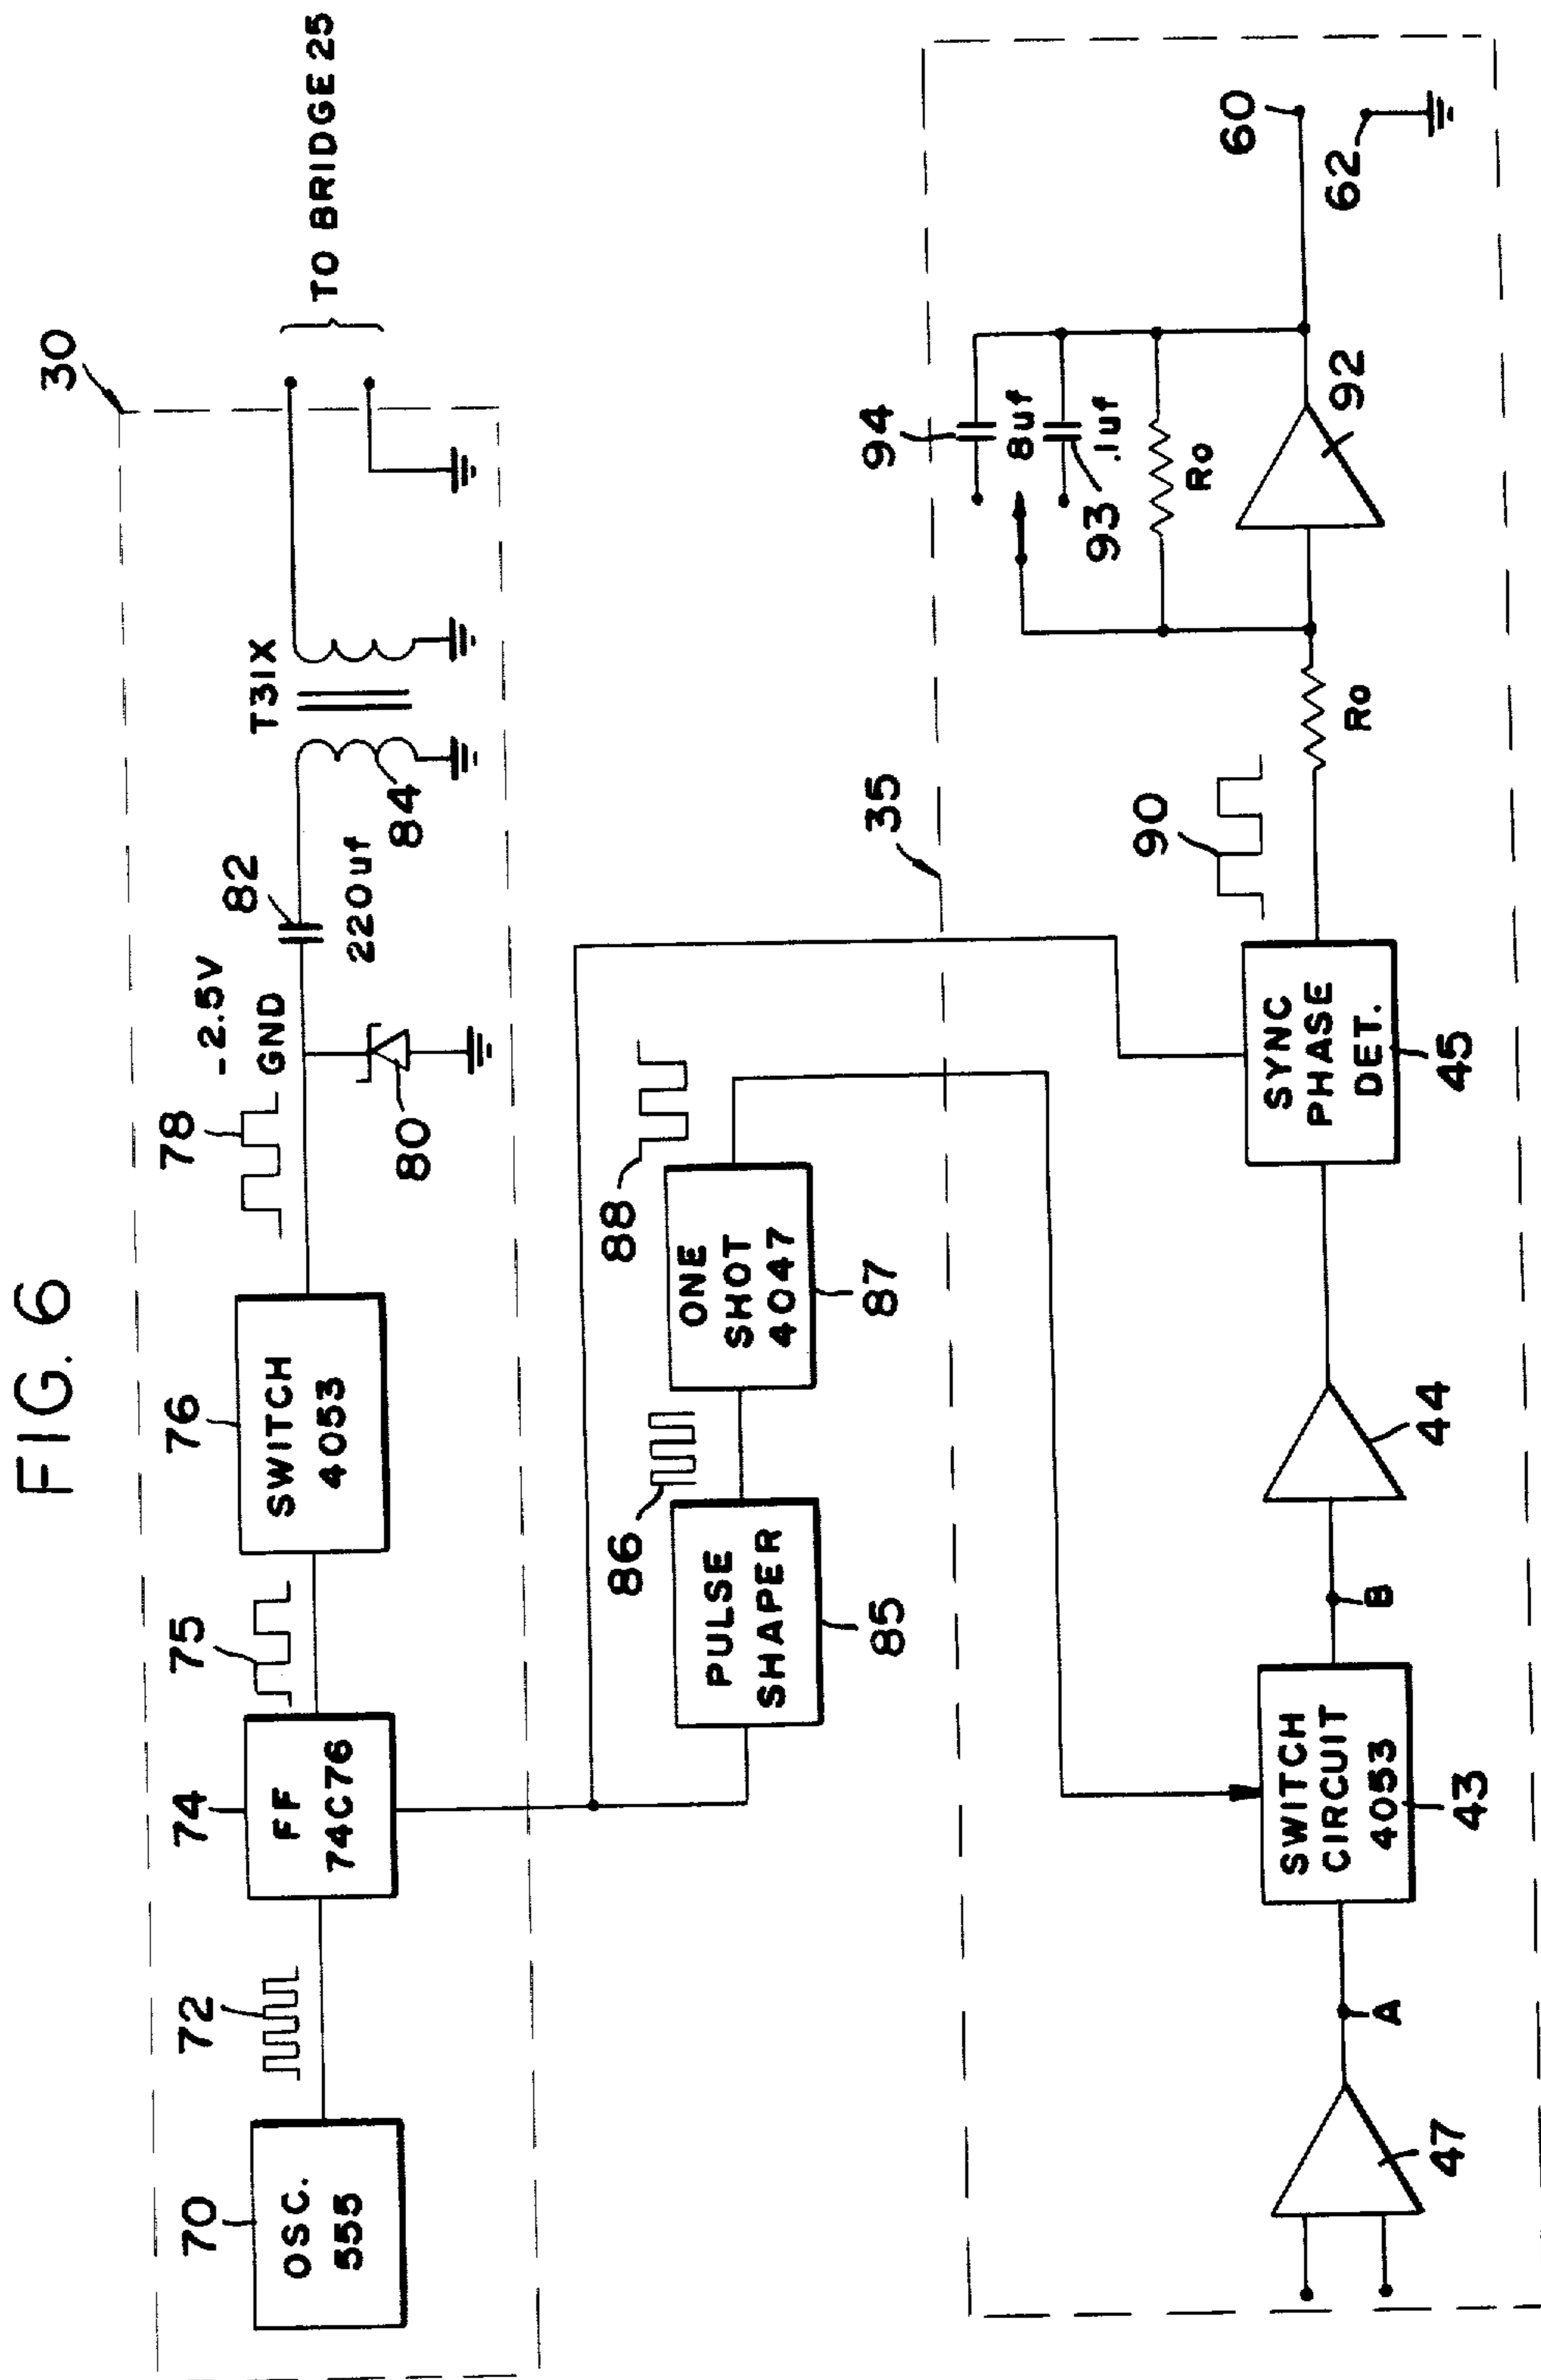 FIG. 6
30
70
OSC.
555
72
74
FF
74C76
75
76
SWITCH
4053
78
-2.5V
GND
80
82
220uf
84
T31X
TO BRIDGE 25
85
PULSE
SHAPER
86
87
ONE
SHOT
4047
88
35
47
A
43
SWITCH
CIRCUIT
4053
B
44
45
SYNC
PHASE
DET.
90
Ro
94
8uf
93
.1uf
Ro
92
60
62